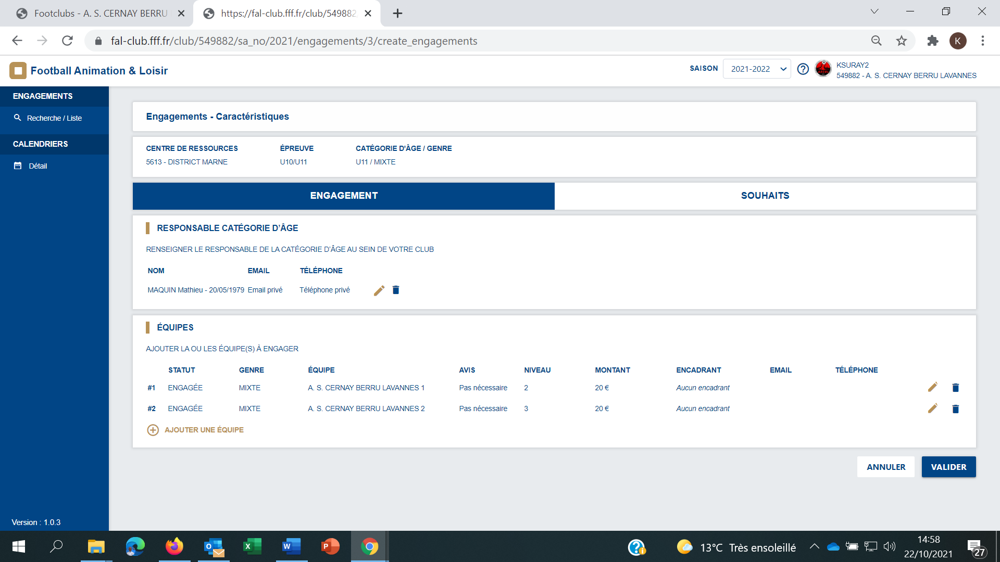 Footclubs - A. S. CERNAY BERRU
https://fal-club.fff.fr/club/549882
fal-club.fff.fr/club/549882/sa_no/2021/engagements/3/create_engagements
K
Football Animation & Loisir
SAISON
2021-2022
KSURAY2
549882 - A. S. CERNAY BERRU LAVANNES
ENGAGEMENTS
Recherche / Liste
CALENDRIERS
Détail
Version : 1.0.3
Engagements - Caractéristiques
CENTRE DE RESSOURCES ÉPREUVE CATÉGORIE D'ÂGE / GENRE
5613 - DISTRICT MARNE U10/U11 U11 / MIXTE
ENGAGEMENT SOUHAITS
RESPONSABLE CATÉGORIE D’ÂGE
RENSEIGNER LE RESPONSABLE DE LA CATÉGORIE D’ÂGE AU SEIN DE VOTRE CLUB
NOM EMAIL TÉLÉPHONE
MAQUIN Mathieu - 20/05/1979 Email privé Téléphone privé
ÉQUIPES
AJOUTER LA OU LES ÉQUIPE(S) À ENGAGER
STATUT GENRE ÉQUIPE AVIS NIVEAU MONTANT ENCADRANT EMAIL TÉLÉPHONE
#1 ENGAGÉE MIXTE A. S. CERNAY BERRU LAVANNES 1 Pas nécessaire 2 20 € Aucun encadrant
#2 ENGAGÉE MIXTE A. S. CERNAY BERRU LAVANNES 2 Pas nécessaire 3 20 € Aucun encadrant
AJOUTER UNE ÉQUIPE
ANNULER VALIDER
13°C Très ensoleillé
14:58
22/10/2021
27